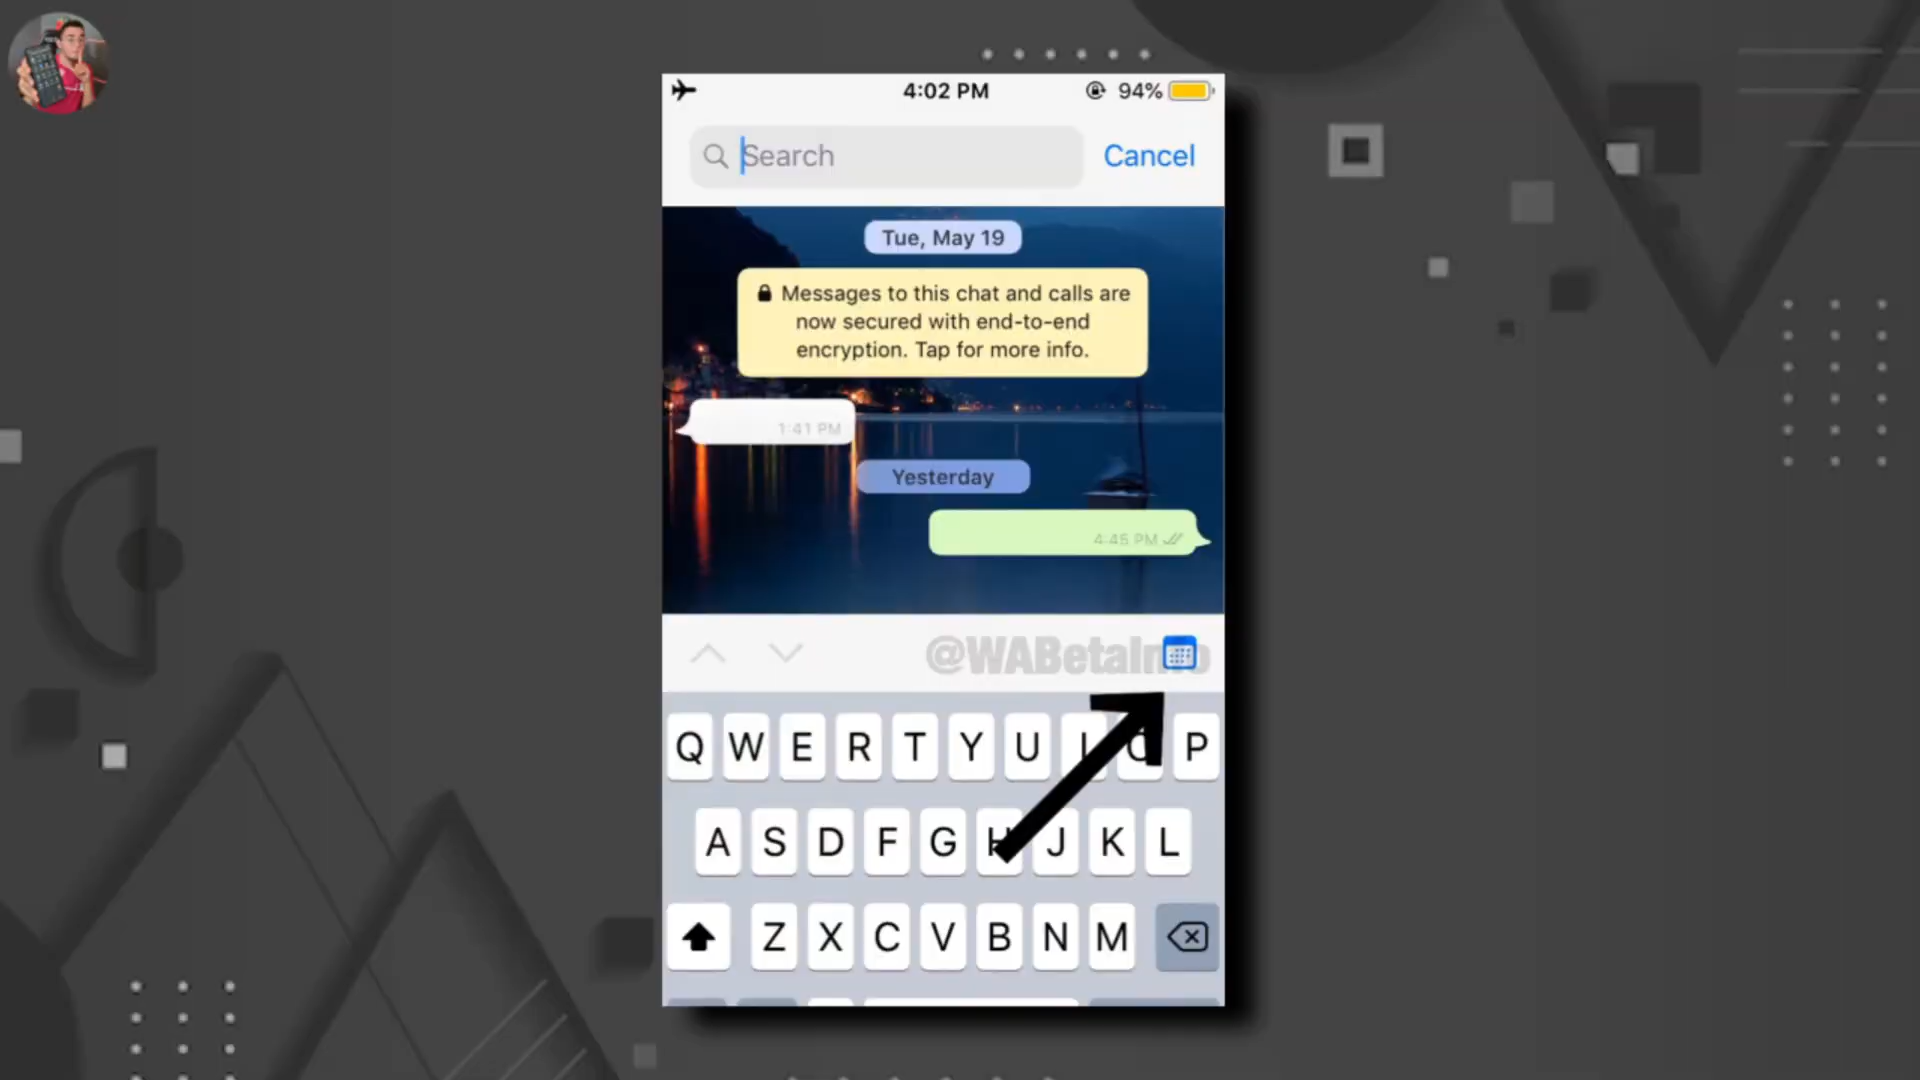 4:02 PM
94%
Search
Cancel
Tue, May 19
Messages to this chat and calls are
now secured with end-to-end
encryption. Tap for more info.
1:41 PM
Yesterday
4:45 PM
@WABetaInfo
Q W E R T Y U I O P
A S D F G H J K L
Z X C V B N M